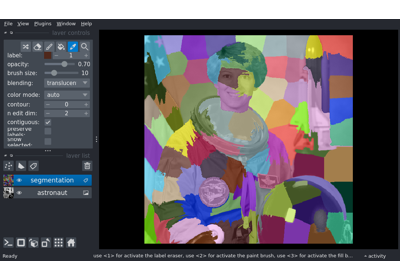 File View Plugins Window Help
layer controls
label: 1
opacity: 0.70
brush size: 10
blending: translucen
color mode: auto
contour: 0
n edit dim: 2
contiguous:
preserve
labels:
show
selected:
layer list
segmentation
astronaut
Ready
use <1> for activate the label eraser, use <2> for activate the paint brush, use <3> for activate the fill b...
activity